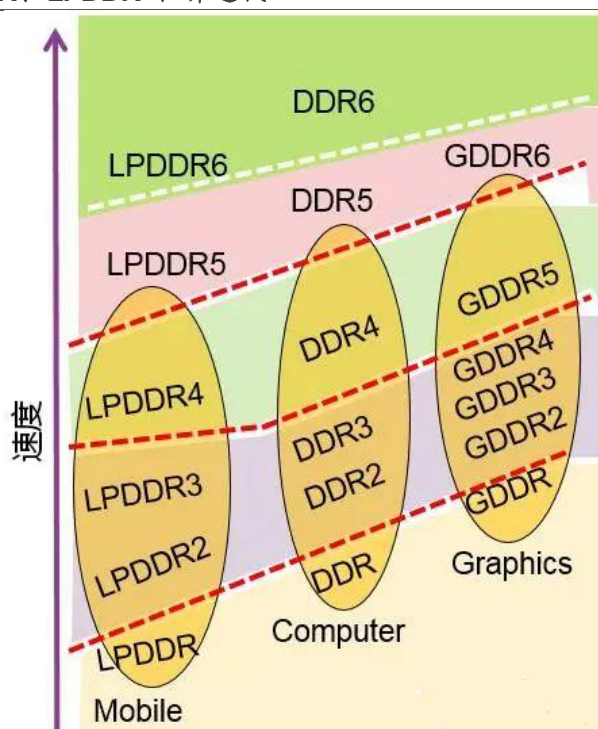 DDR6
LPDDR6
GDDR6
DDR5
LPDDR5
GDDR5
DDR4
GDDR4
LPDDR4
GDDR3
DDR3
GDDR2
LPDDR3
DDR2
GDDR
LPDDR2
DDR
LPDDR
Graphics
Computer
Mobile
速度